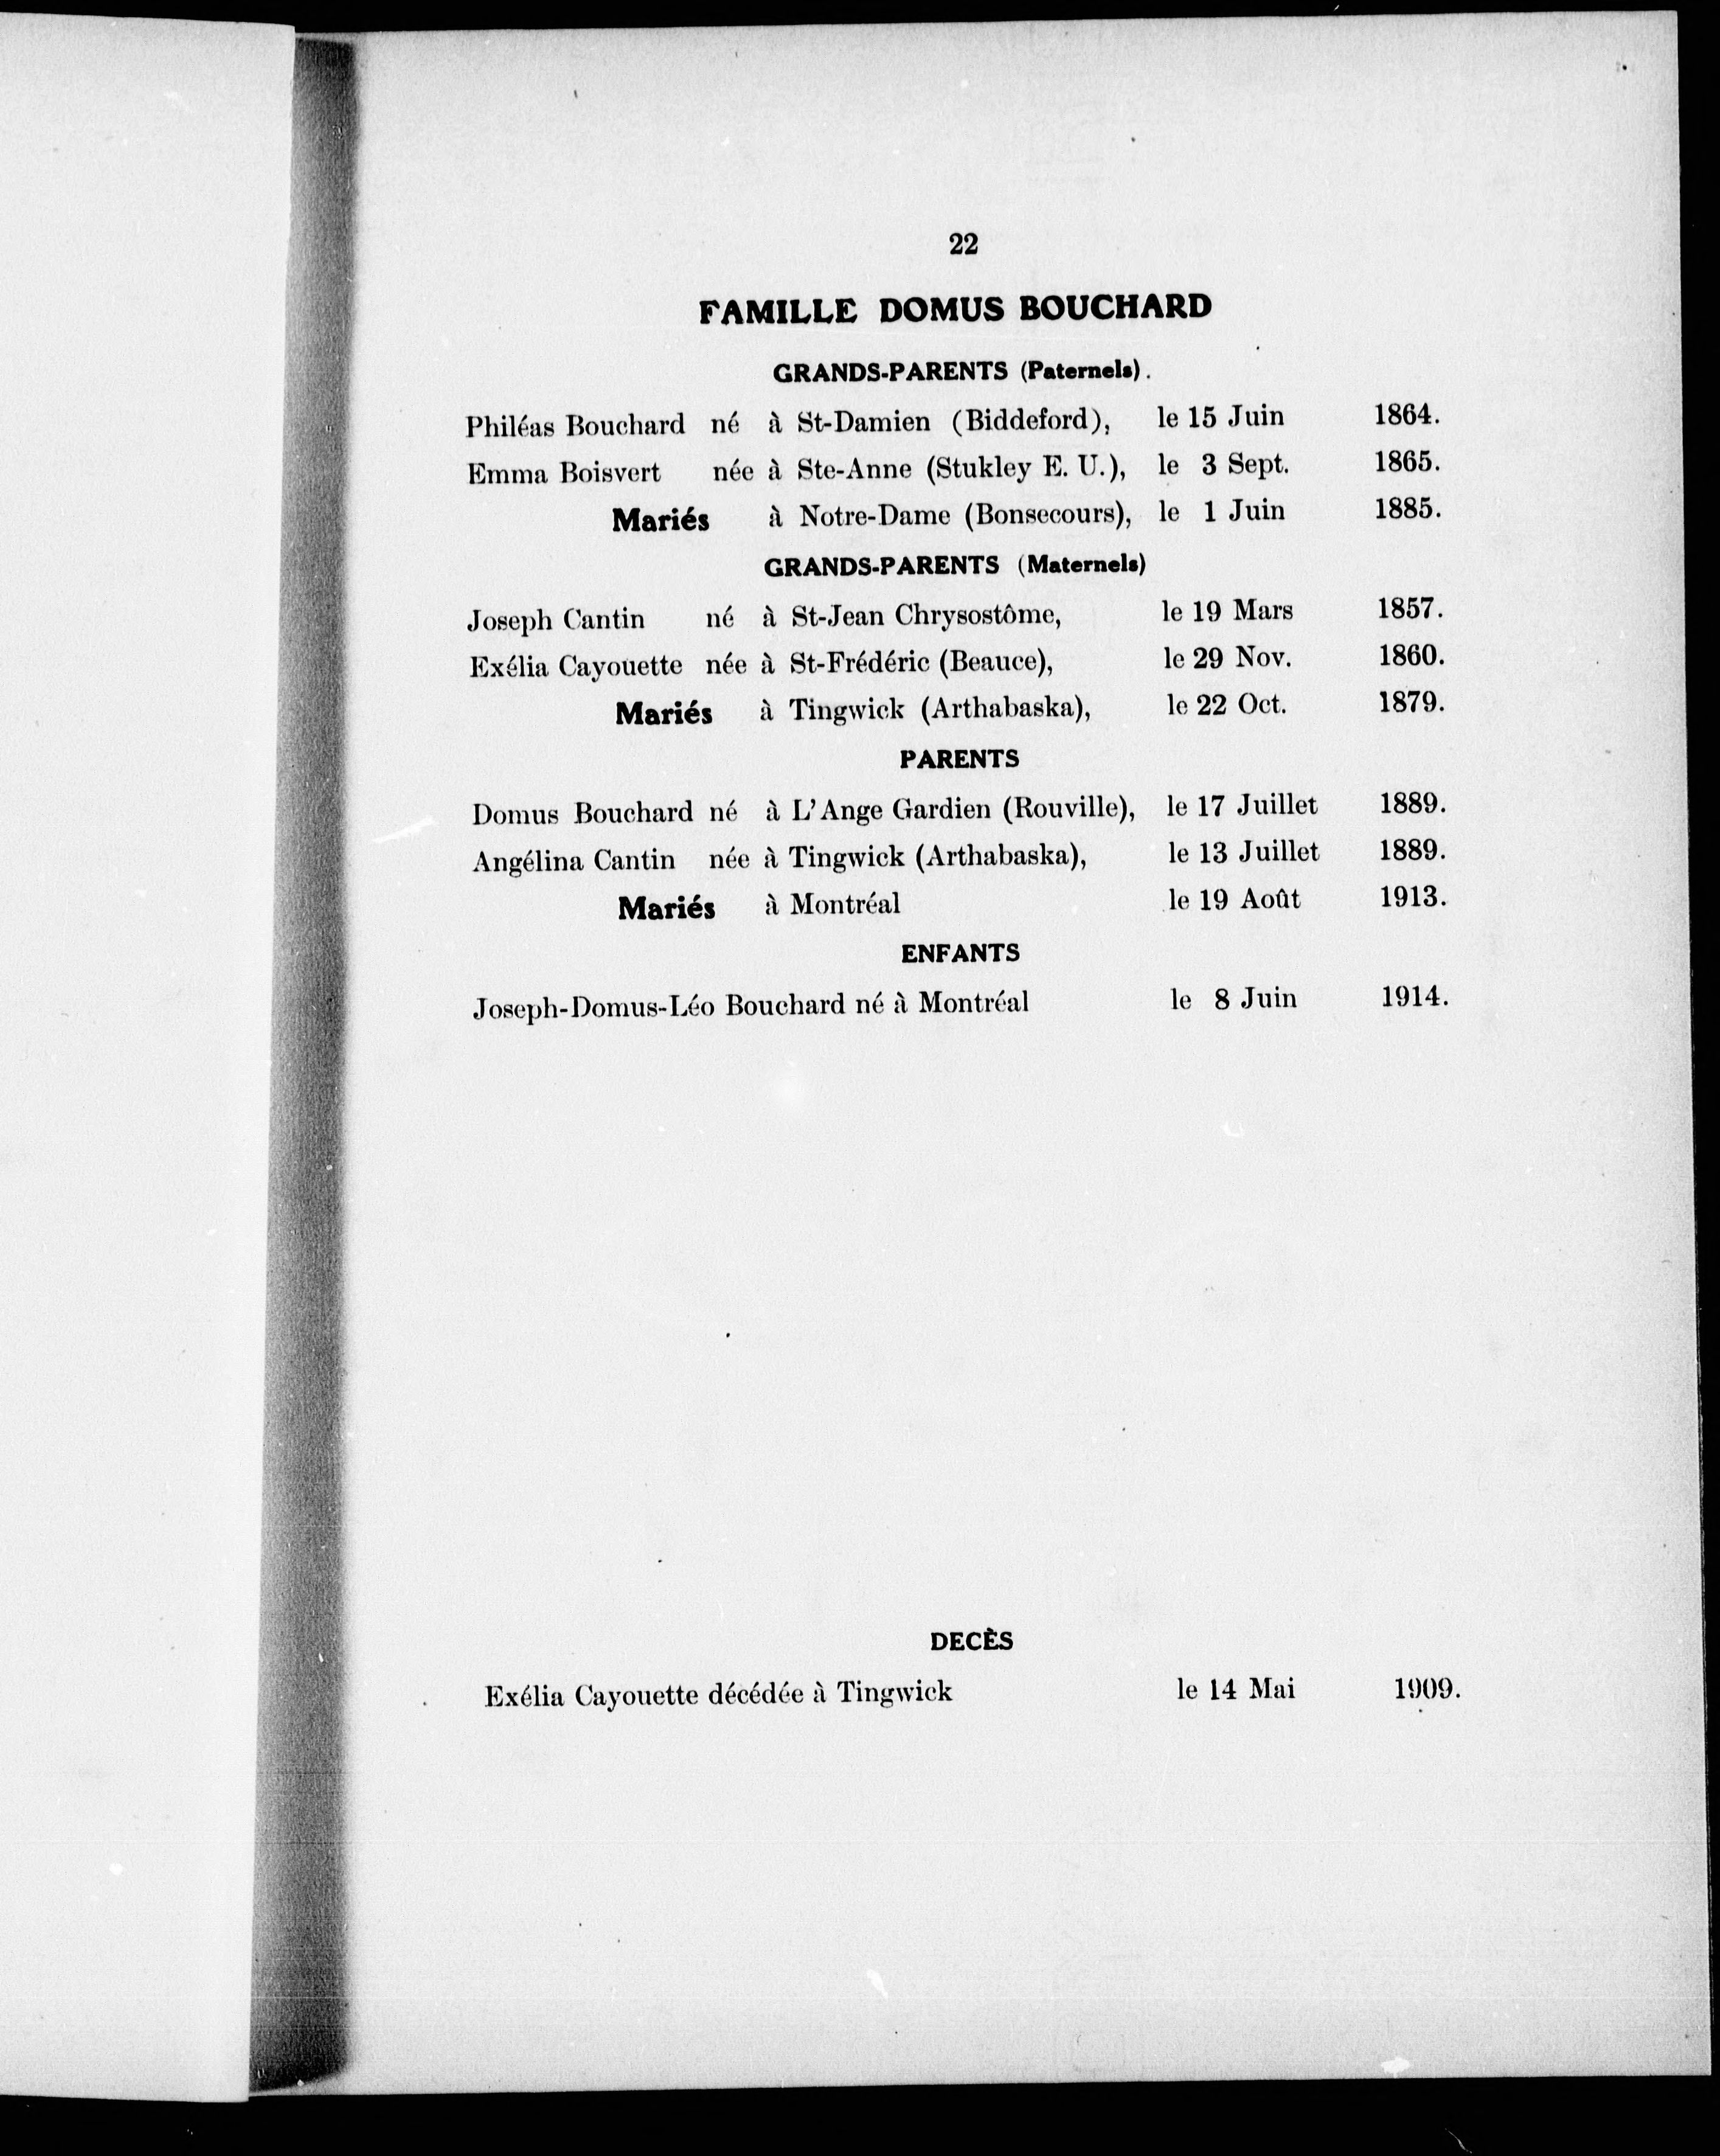 22
FAMILLE DOMUS BOUCHARD
GRANDS-PARENTS (Paternels).
Philéas Bouchard né à St-Damien (Biddeford), le 15 Juin 1864.
Emma Boisvert née à Ste-Anne (Stukley E. U.), le 3 Sept. 1865.
Mariés à Notre-Dame (Bonsecours), le 1 Juin 1885.
GRANDS-PARENTS (Maternels)
Joseph Cantin né à St-Jean Chrysostôme, le 19 Mars 1857.
Exélia Cayouette née à St-Frédéric (Beauce), le 29 Nov. 1860.
Mariés à Tingwick (Arthabaska), le 22 Oct. 1879.
PARENTS
Domus Bouchard né à L'Ange Gardien (Rouville), le 17 Juillet 1889.
Angélina Cantin née à Tingwick (Arthabaska), le 13 Juillet 1889.
Mariés à Montréal le 19 Août 1913.
ENFANTS
Joseph-Domus-Léo Bouchard né à Montréal le 8 Juin 1914.
DECÈS
Exélia Cayouette décédée à Tingwick le 14 Mai 1909.